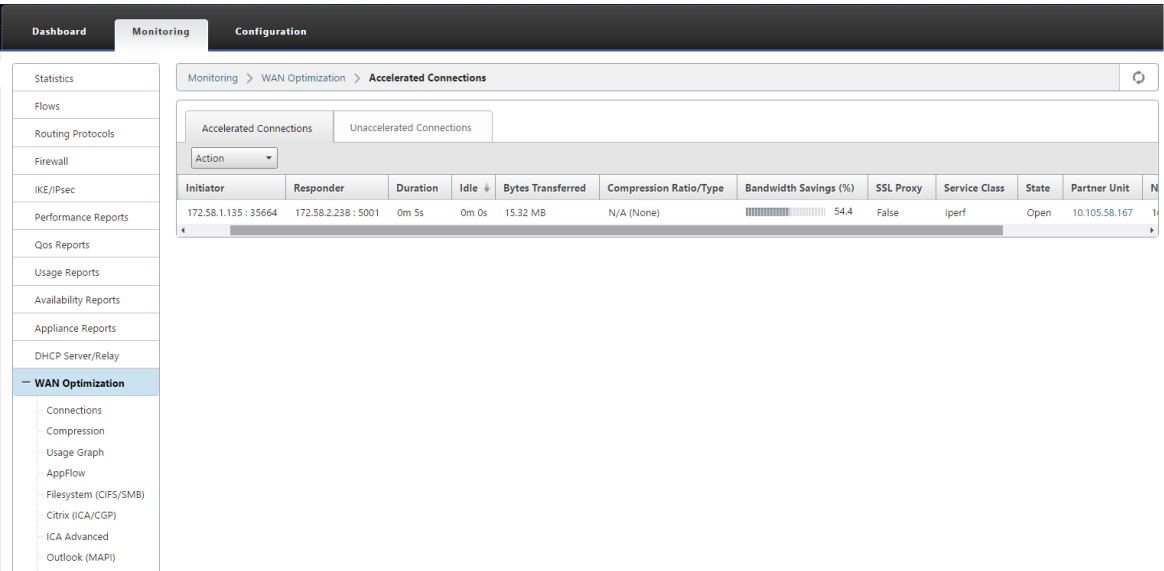 Dashboard Monitoring Configuration
Statistics
Flows
Routing Protocols
Firewall
IKE/IPsec
Performance Reports
Qos Reports
Usage Reports
Availability Reports
Appliance Reports
DHCP Server/Relay
WAN Optimization
Connections
Compression
Usage Graph
AppFlow
Filesystem (CIFS/SMB)
Citrix (ICA/CGP)
ICA Advanced
Outlook (MAPI)
Monitoring > WAN Optimization > Accelerated Connections
Accelerated Connections Unaccelerated Connections
Action
Initiator Responder Duration Idle Bytes Transferred Compression Ratio/Type Bandwidth Savings (%) SSL Proxy Service Class State Partner Unit N
172.58.1.135 : 35664 172.58.2.238 : 5001 0m 5s 0m 0s 15.32 MB N/A (None) 54.4 False Iperf Open 10.105.58.167